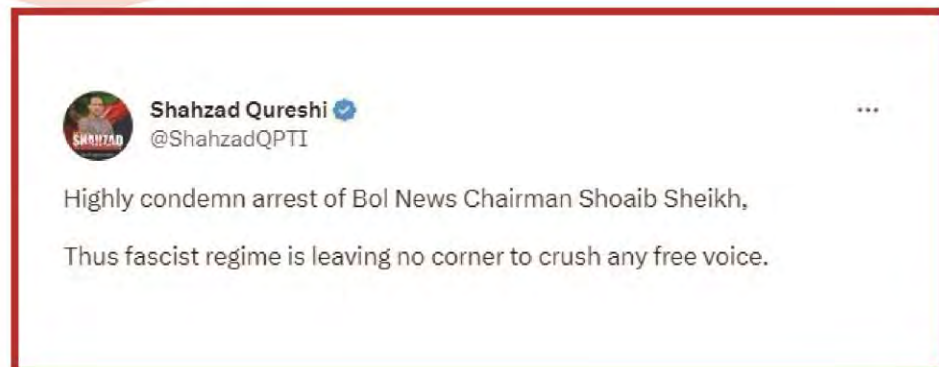 Shahzad Qureshi
@ShahzadQPTI
Highly condemn arrest of Bol News Chairman Shoaib Sheikh,
Thus fascist regime is leaving no corner to crush any free voice.
SHAHZAD